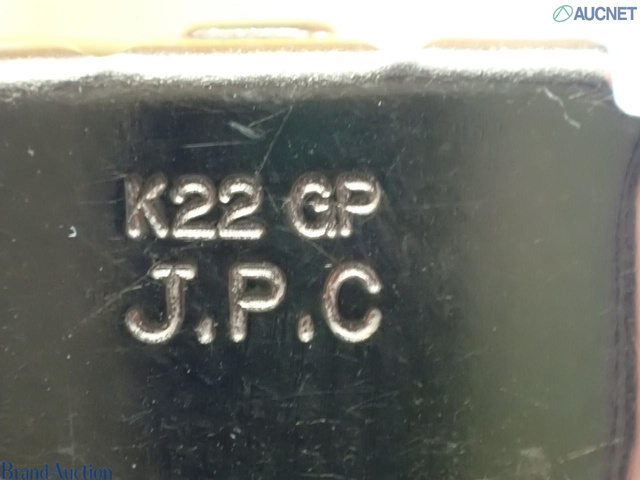 AUCNET
K22 GP
J.P.C
Brand Auction